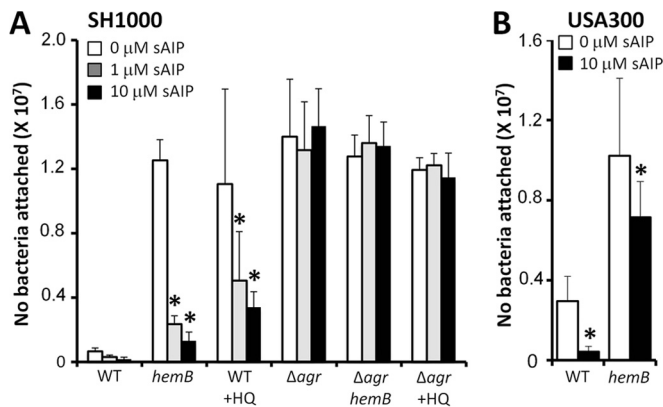 A
SH1000
0 μM sAIP
1 μM sAIP
10 μM sAIP
No bacteria attached (X 10⁷)
2.0
1.6
1.2
0.8
0.4
0
*
*
*
*
WT
hemB
WT
+HQ
Δagr
Δagr
hemB
Δagr
+HQ
B
USA300
0 μM sAIP
10 μM sAIP
No bacteria attached (X 10⁷)
1.6
1.2
0.8
0.4
0
*
*
WT
hemB